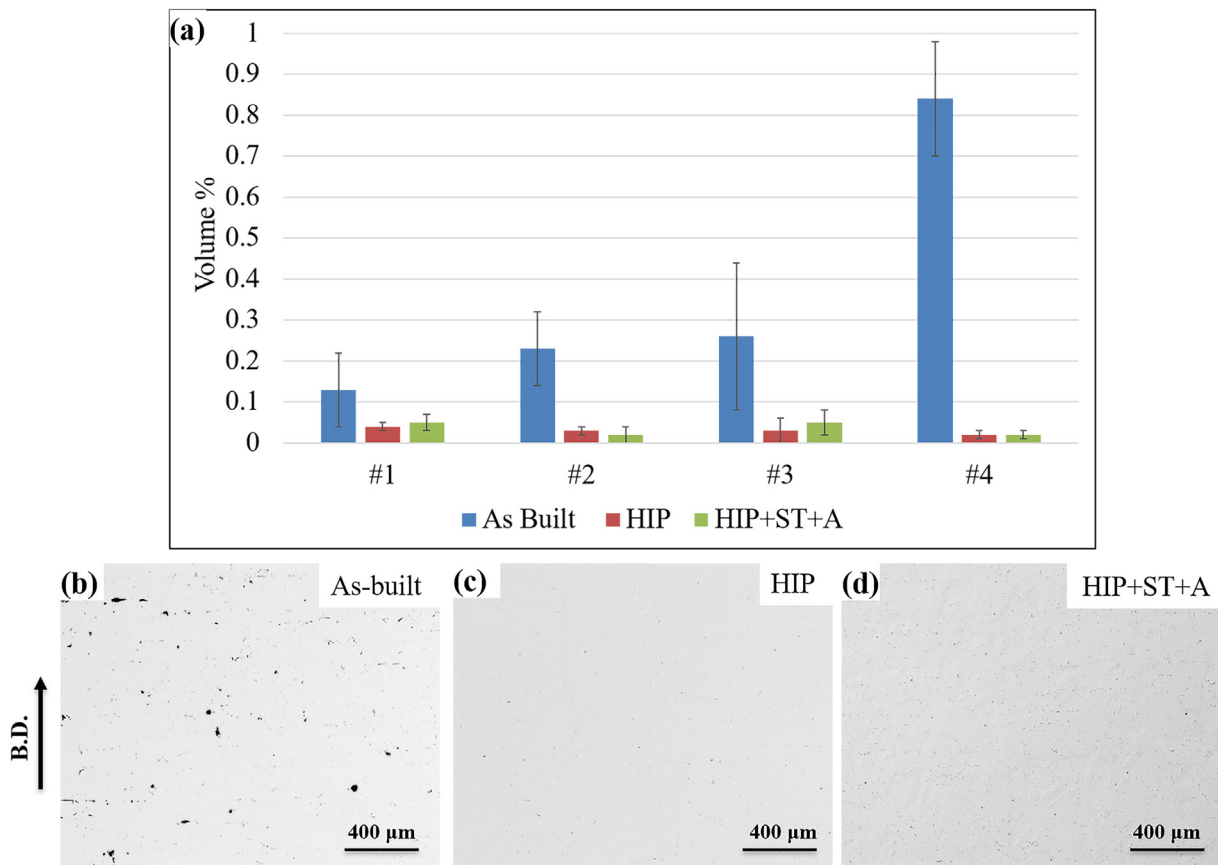 (a)
Volume %
1
0.9
0.8
0.7
0.6
0.5
0.4
0.3
0.2
0.1
0
#1 #2 #3 #4
As Built HIP HIP+ST+A
(b) As-built (c) HIP (d) HIP+ST+A
B.D.
400 μm 400 μm 400 μm